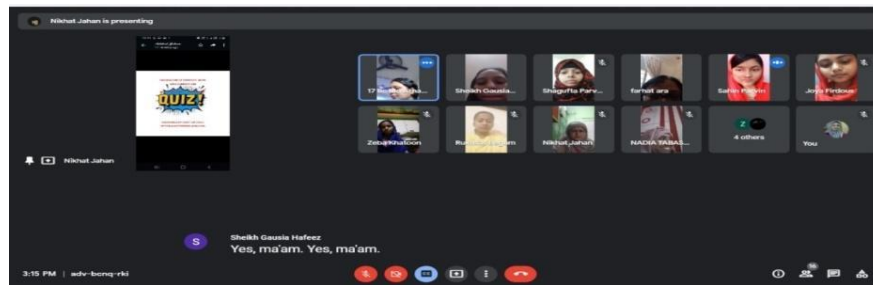 Nikhat Jahan is presenting
QUIZ!
Sheikh Gausia...
Shagufta Parv...
farhat ara
Joya Firdous
Zeba Khatoon
Nikhat Jahan
NADIA TABAS...
Z
4 others
You
Nikhat Jahan
S
Sheikh Gausia Hafeez
Yes, ma'am. Yes, ma'am.
3:15 PM | adv-bcnq-rki
16